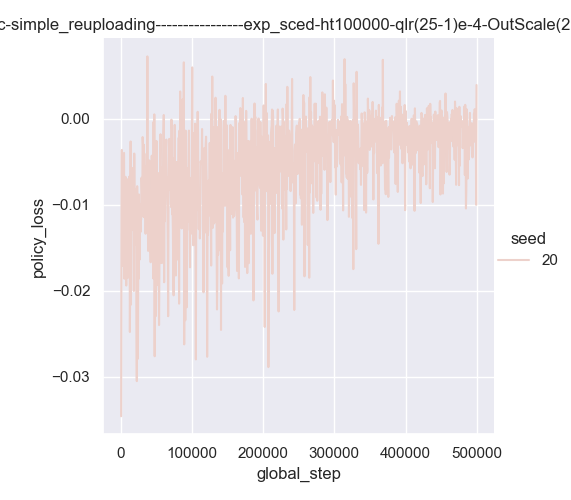 c-simple_reuploading----------------exp_sced-ht100000-qlr(25-1)e-4-OutScale(2
0.00
−0.01
−0.02
−0.03
policy_loss
0 100000 200000 300000 400000 500000
global_step
seed
20